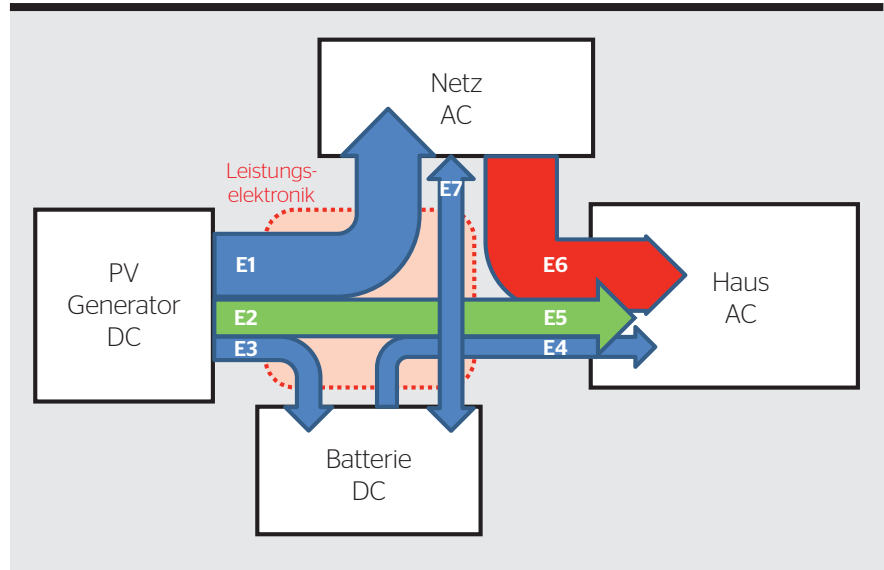 Netz
AC
Leistungs-
elektronik
E7
PV
Generator
DC
E1
E6
Haus
AC
E2
E5
E3
E4
Batterie
DC